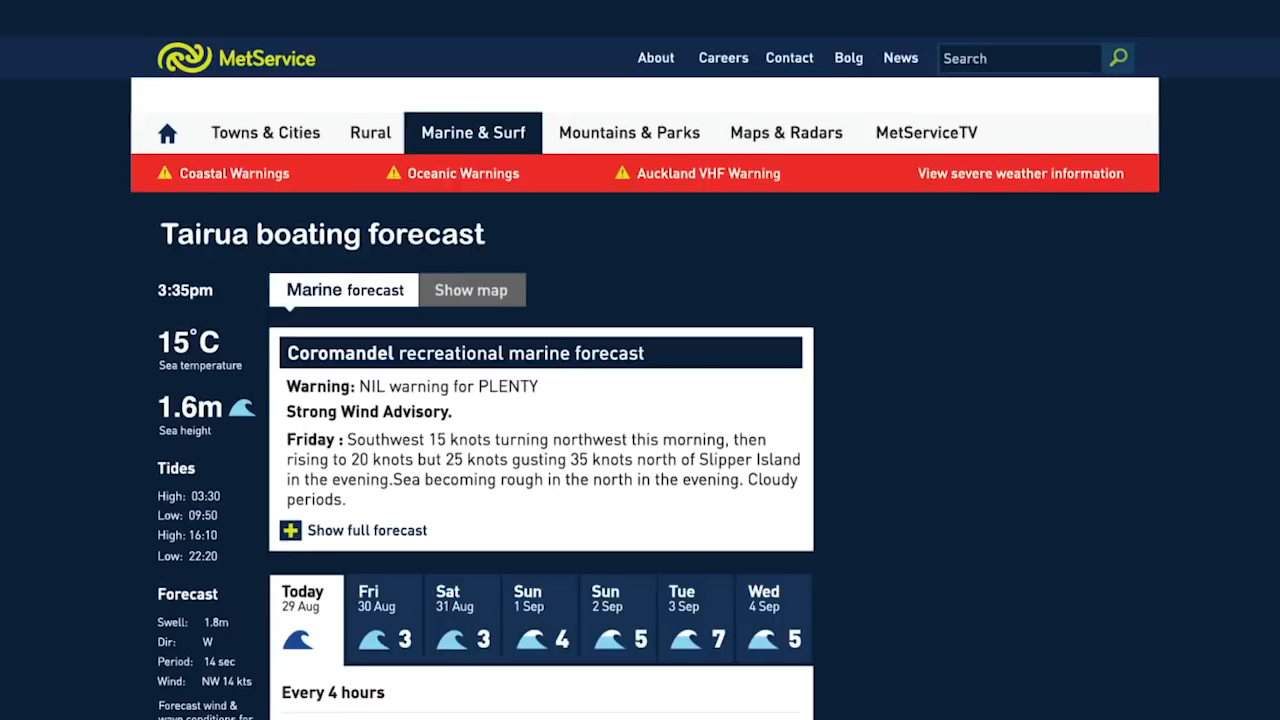 MetService
About Careers Contact Bolg News Search
Towns & Cities Rural Marine & Surf Mountains & Parks Maps & Radars MetServiceTV
Coastal Warnings Oceanic Warnings Auckland VHF Warning View severe weather information
Tairua boating forecast
3:35pm
Marine forecast Show map
15°C
Sea temperature
1.6m
Sea height
Tides
High: 03:30
Low: 09:50
High: 16:10
Low: 22:20
Forecast
Swell: 1.8m
Dir: W
Period: 14 sec
Wind: NW 14 kts
Forecast wind &
wave conditions for
Coromandel recreational marine forecast
Warning: NIL warning for PLENTY
Strong Wind Advisory.
Friday : Southwest 15 knots turning northwest this morning, then
rising to 20 knots but 25 knots gusting 35 knots north of Slipper Island
in the evening.Sea becoming rough in the north in the evening. Cloudy
periods.
Show full forecast
Today Fri Sat Sun Sun Tue Wed
29 Aug 30 Aug 31 Aug 1 Sep 2 Sep 3 Sep 4 Sep
3 3 4 5 7 5
Every 4 hours